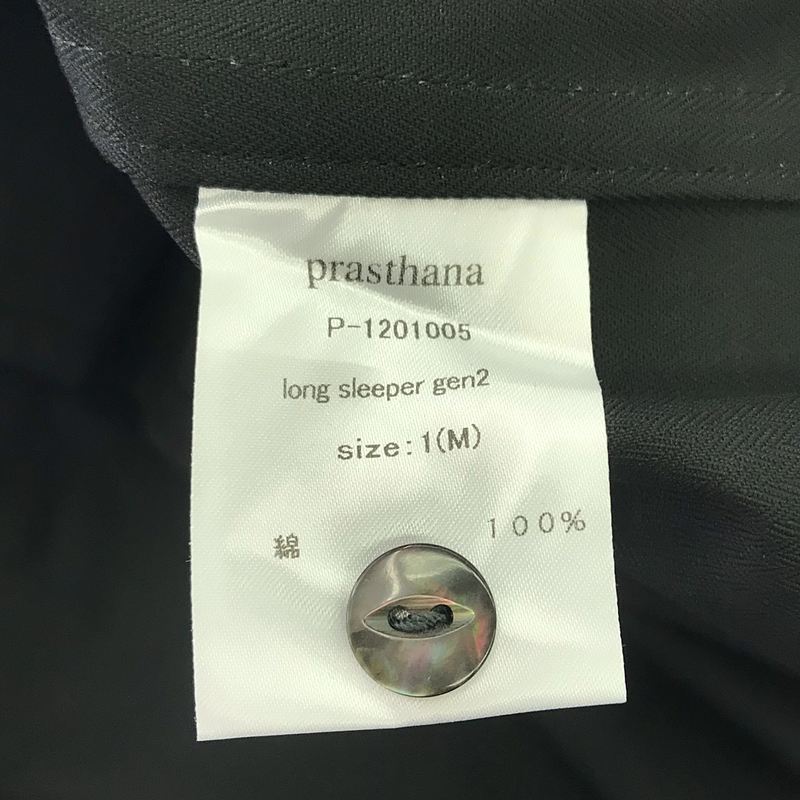 prasthana
P-1201005
long sleeper gen2
size:1(M)
綿 100%